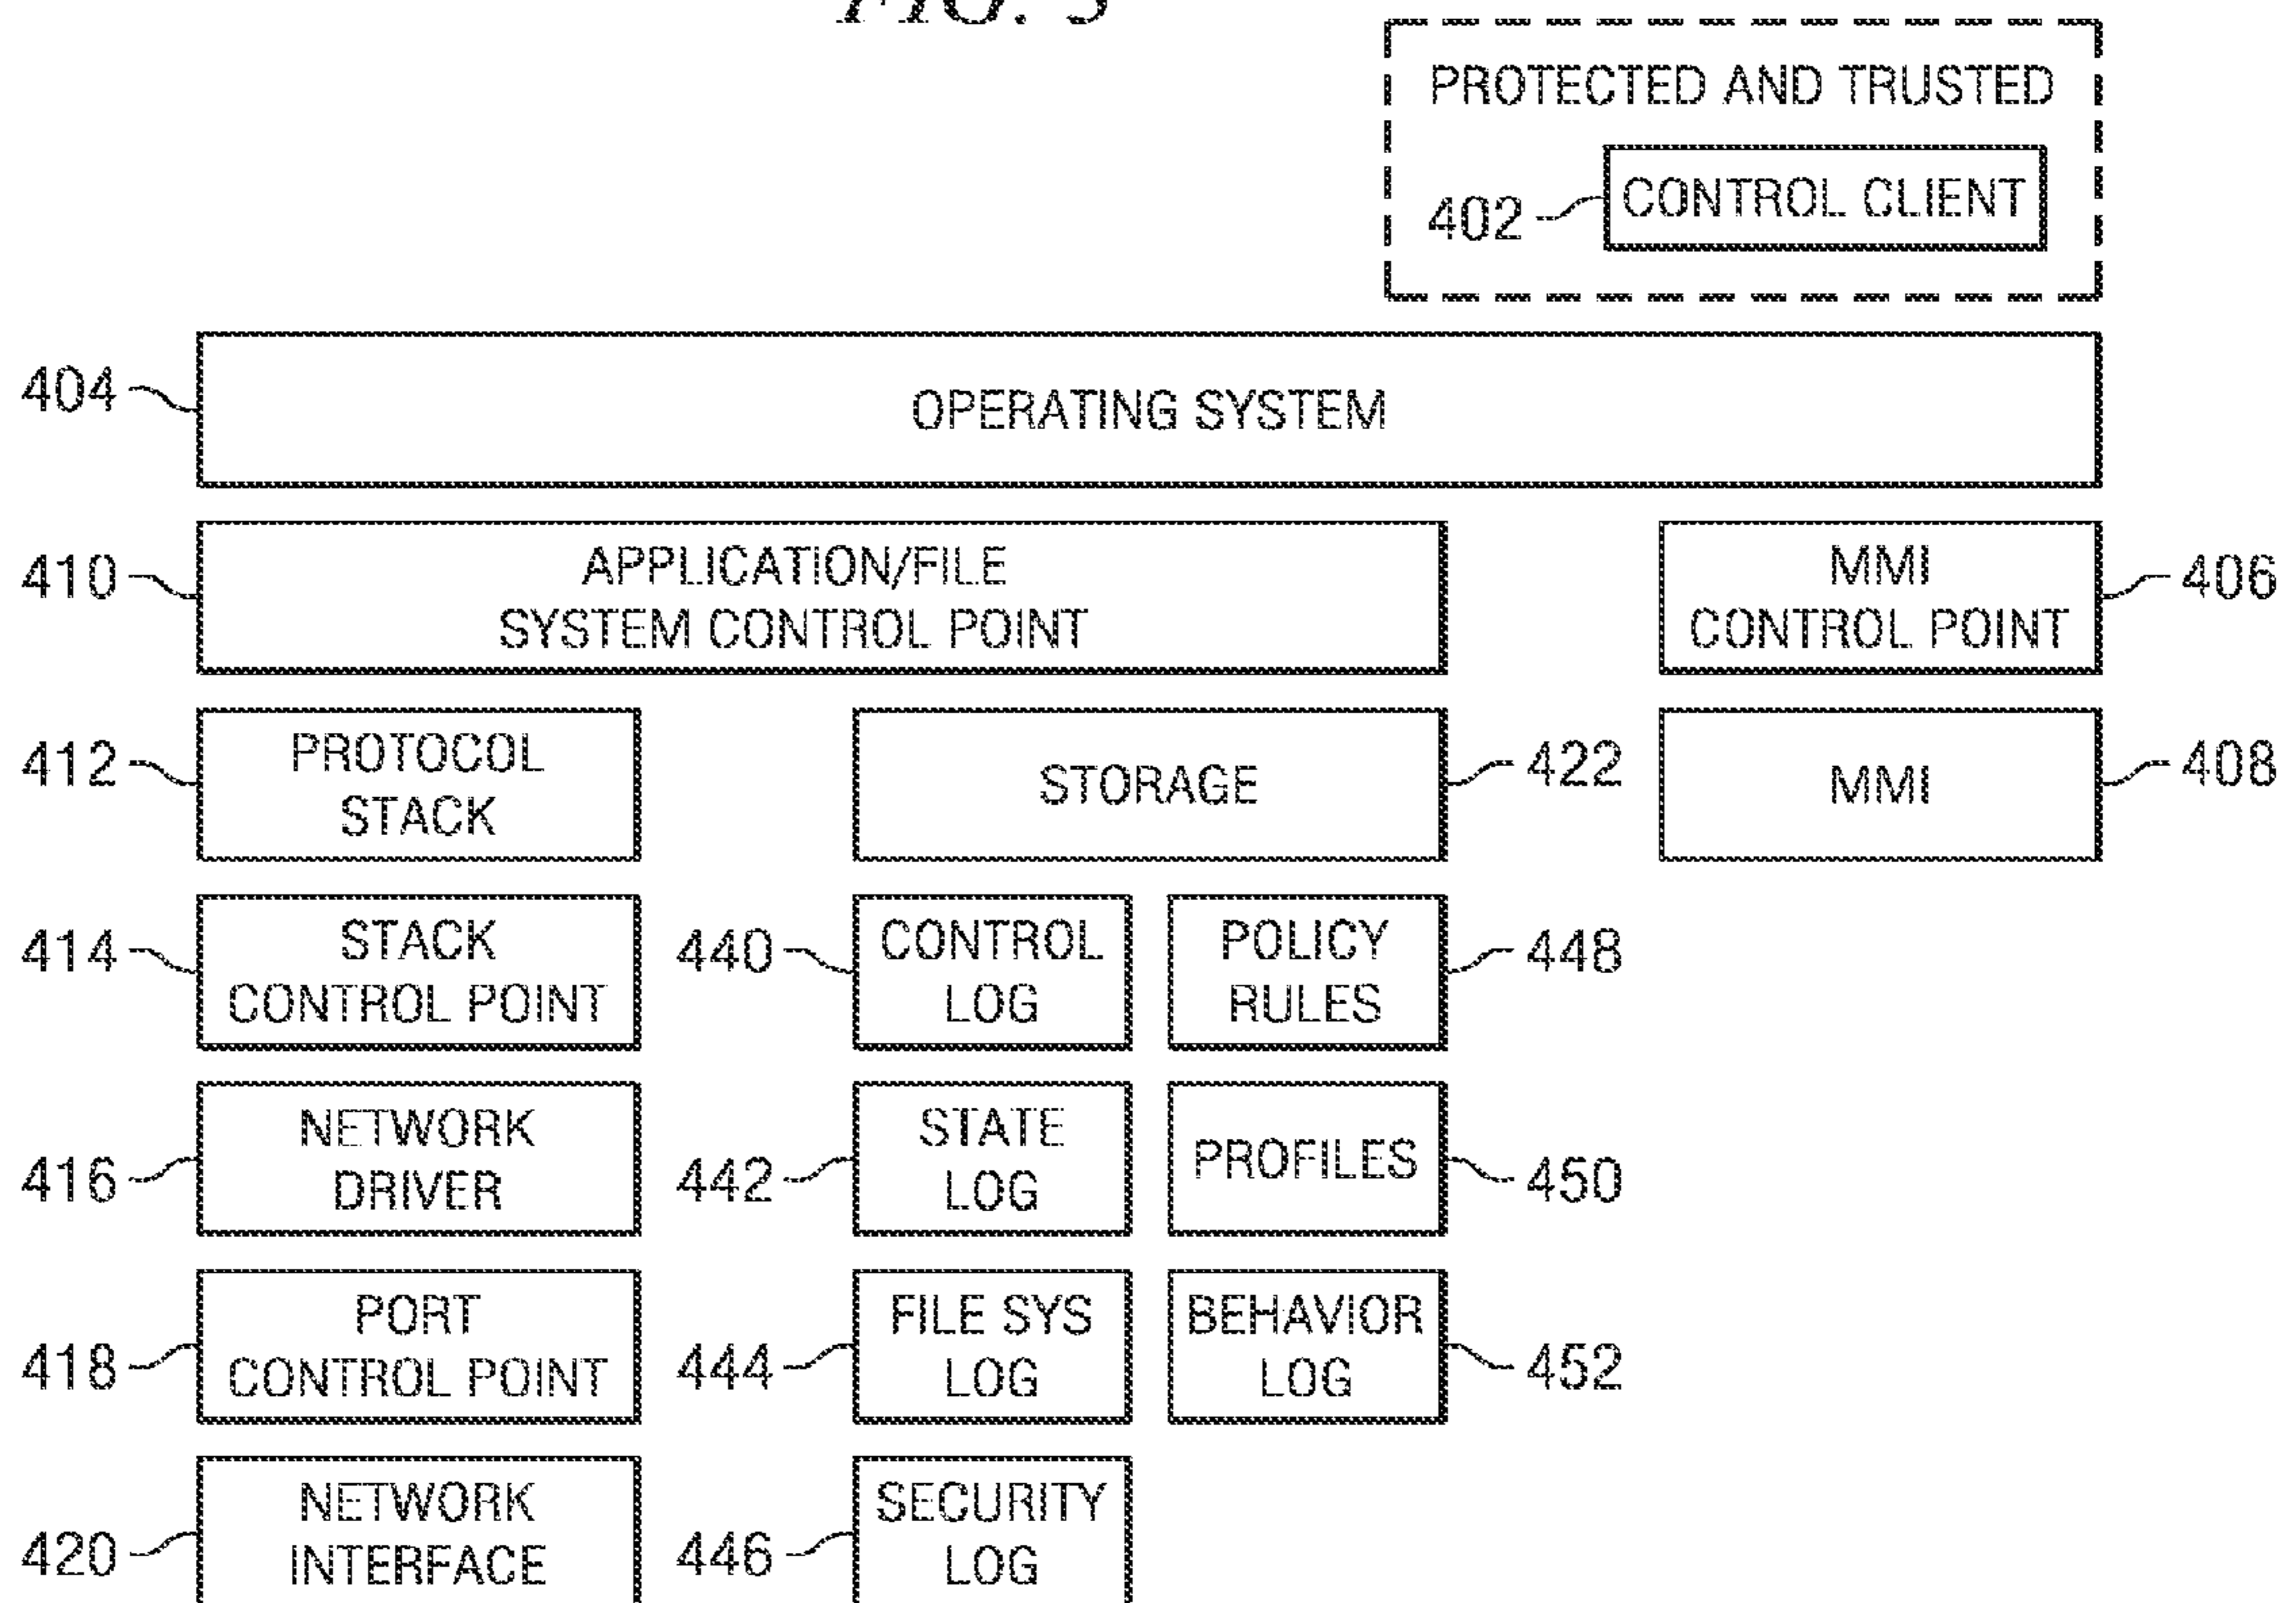 PROTECTED AND TRUSTED
402 CONTROL CLIENT
404 OPERATING SYSTEM
410 APPLICATION/FILE
SYSTEM CONTROL POINT
MMI
CONTROL POINT 406
412 PROTOCOL
STACK
STORAGE 422
MMI 408
414 STACK
CONTROL POINT
440 CONTROL
LOG
POLICY
RULES 448
416 NETWORK
DRIVER
442 STATE
LOG
PROFILES 450
418 PORT
CONTROL POINT
444 FILE SYS
LOG
BEHAVIOR
LOG 452
420 NETWORK
INTERFACE
446 SECURITY
LOG